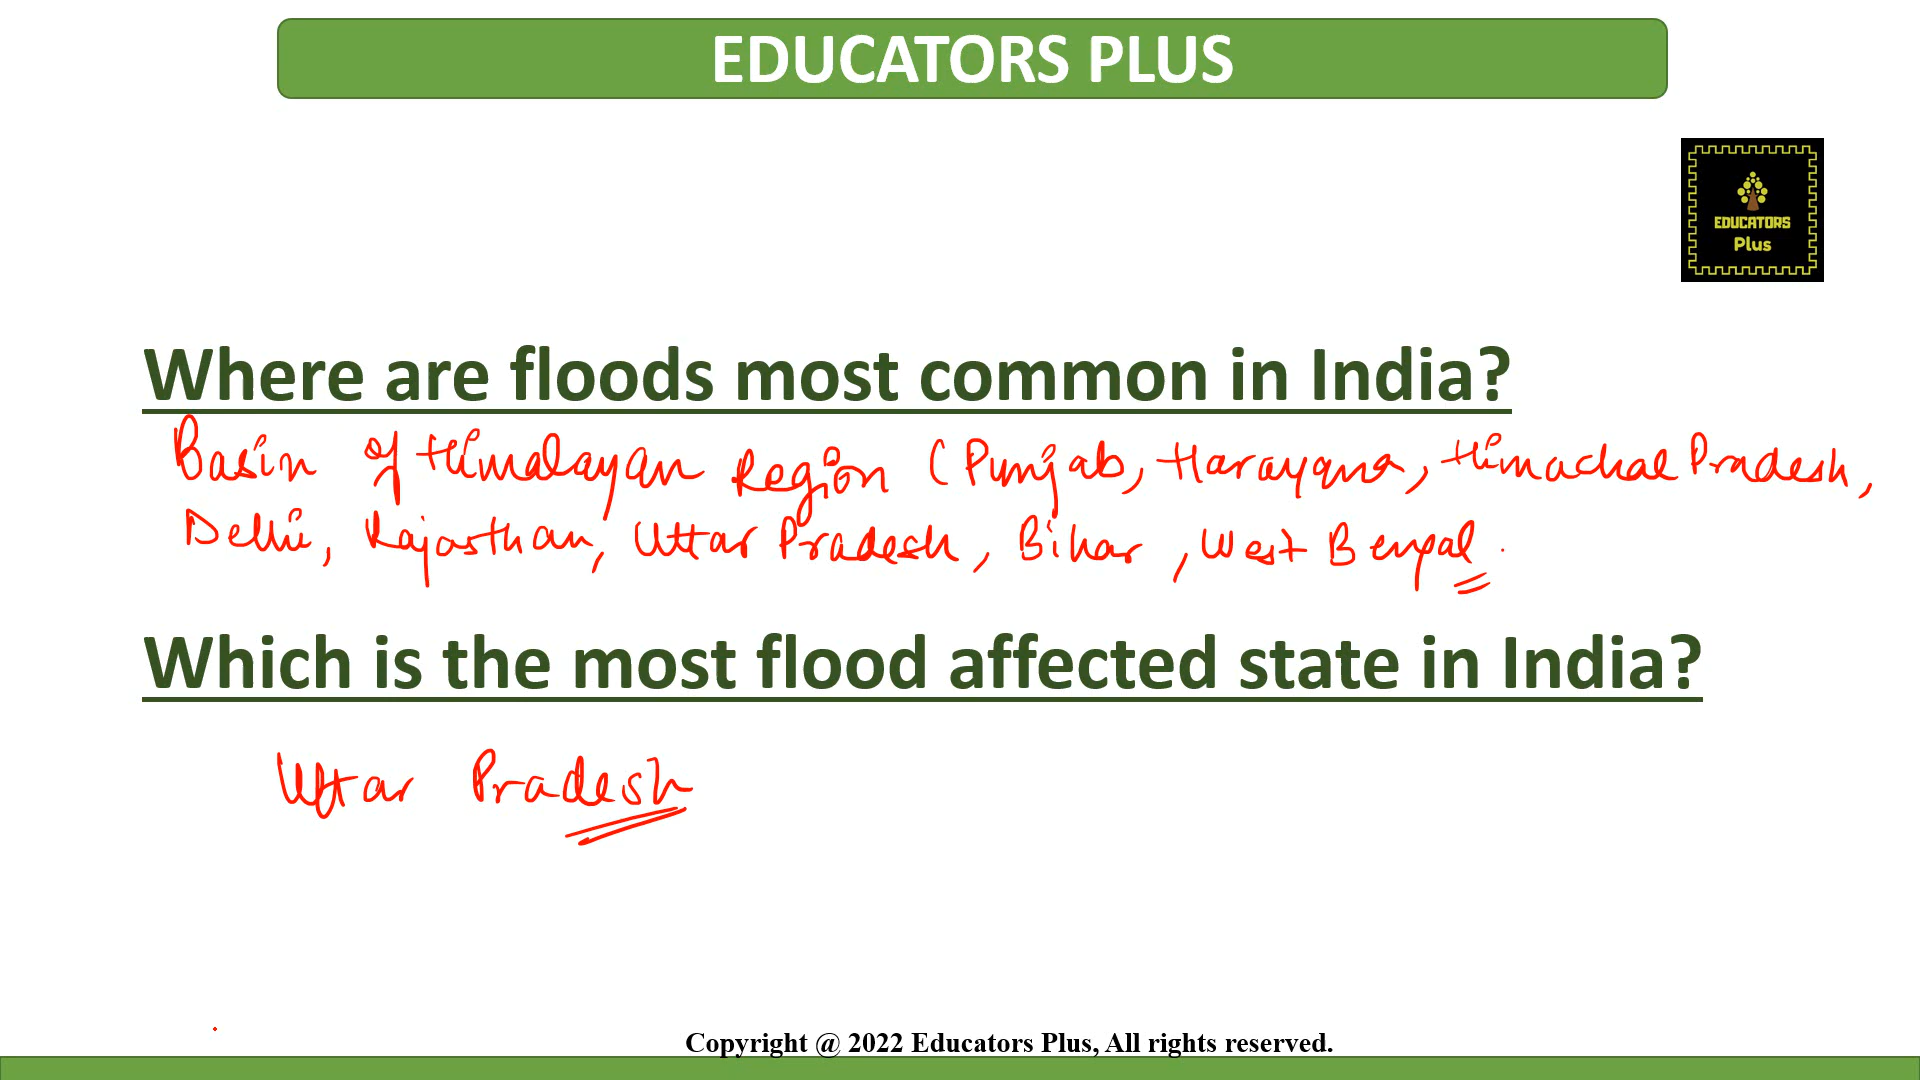 EDUCATORS PLUS
EDUCATORS
Plus
Where are floods most common in India?
Basin of Himalayan Region (Punjab, Harayana, Himachal Pradesh,
Delhi, Rajasthan, Uttar Pradesh, Bihar, West Bengal.
Which is the most flood affected state in India?
Uttar Pradesh
Copyright @ 2022 Educators Plus, All rights reserved.